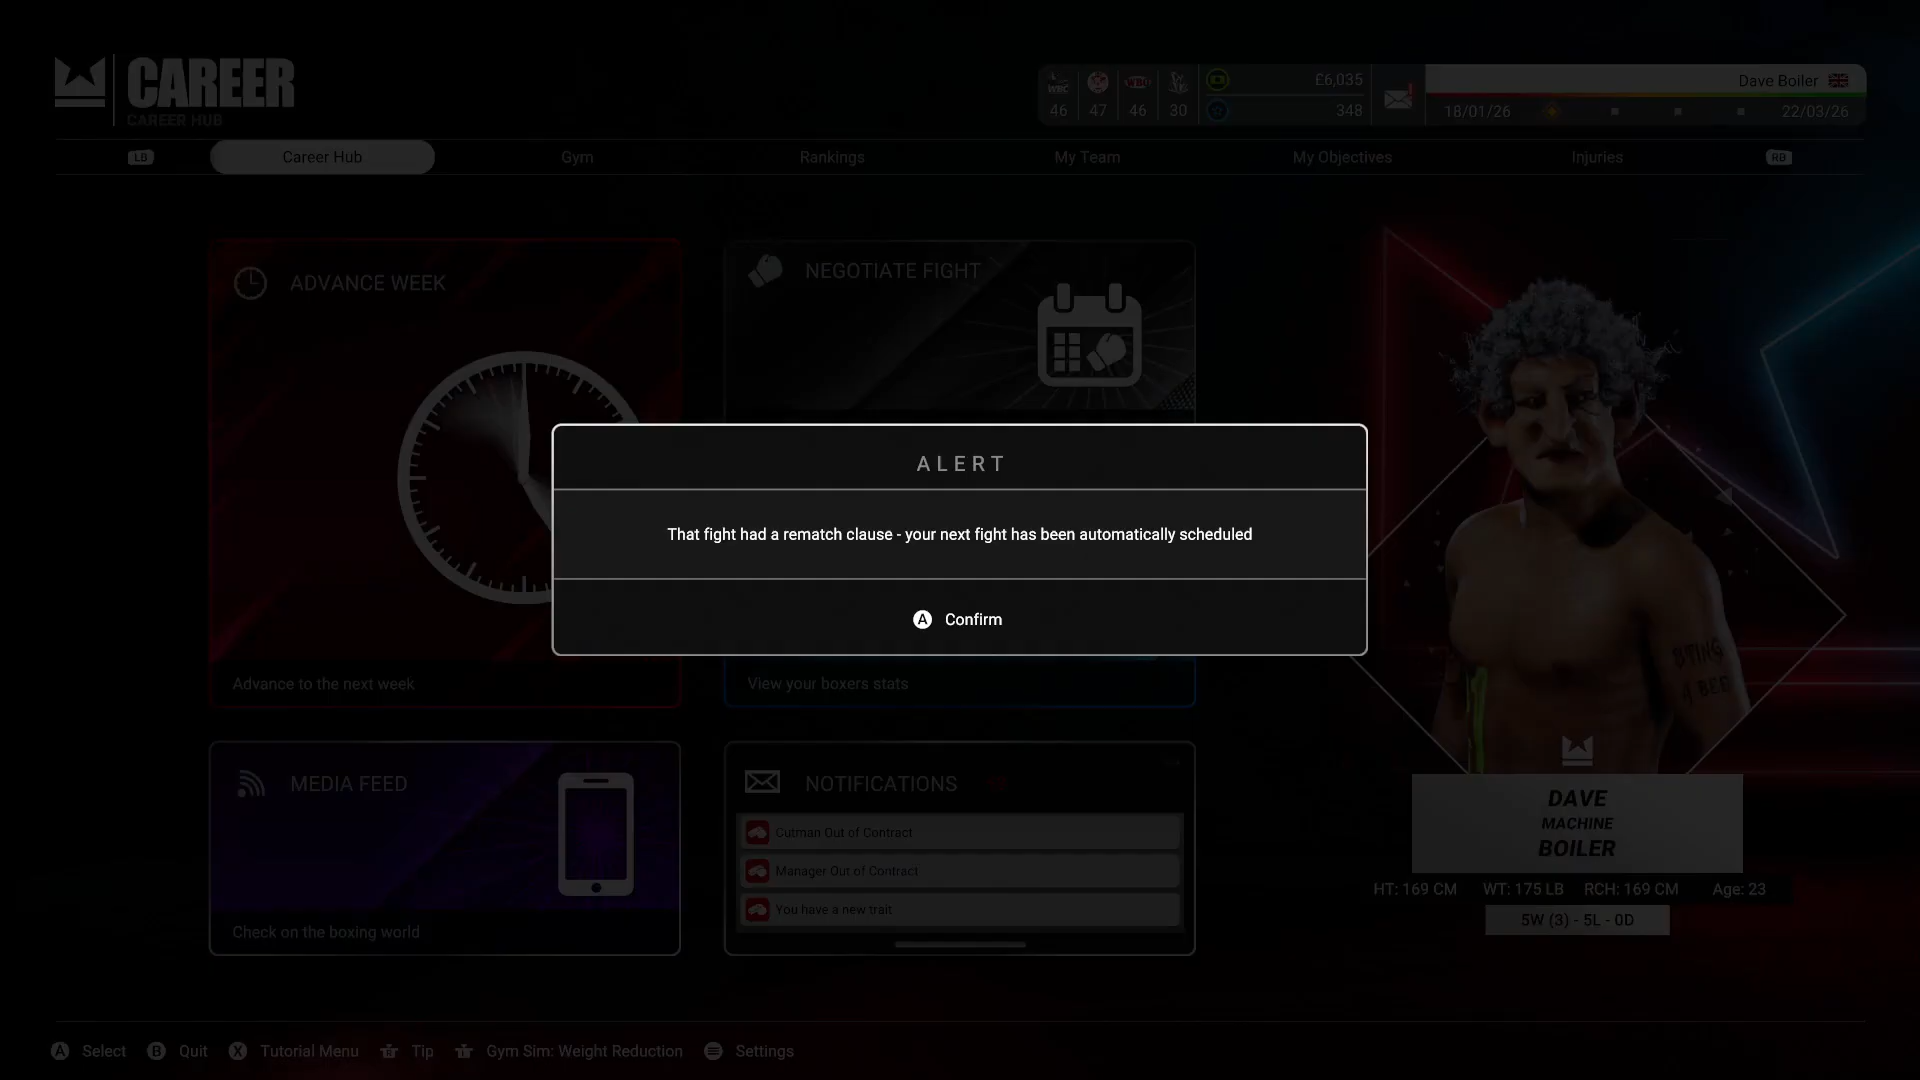 CAREER
CAREER HUB
WBC
WBO
46
47
46
30
£6,035
348
Dave Boiler
18/01/26
22/03/26
LB
Career Hub
Gym
Rankings
My Team
My Objectives
Injuries
RB
ADVANCE WEEK
Advance to the next week
NEGOTIATE FIGHT
View your boxers stats
ALERT
That fight had a rematch clause - your next fight has been automatically scheduled
A Confirm
MEDIA FEED
Check on the boxing world
NOTIFICATIONS
Cutman Out of Contract
Manager Out of Contract
You have a new trait
DAVE
MACHINE
BOILER
HT: 169 CM WT: 175 LB RCH: 169 CM Age: 23
5W (3) - 5L - 0D
A Select B Quit X Tutorial Menu R Tip L Gym Sim: Weight Reduction Settings